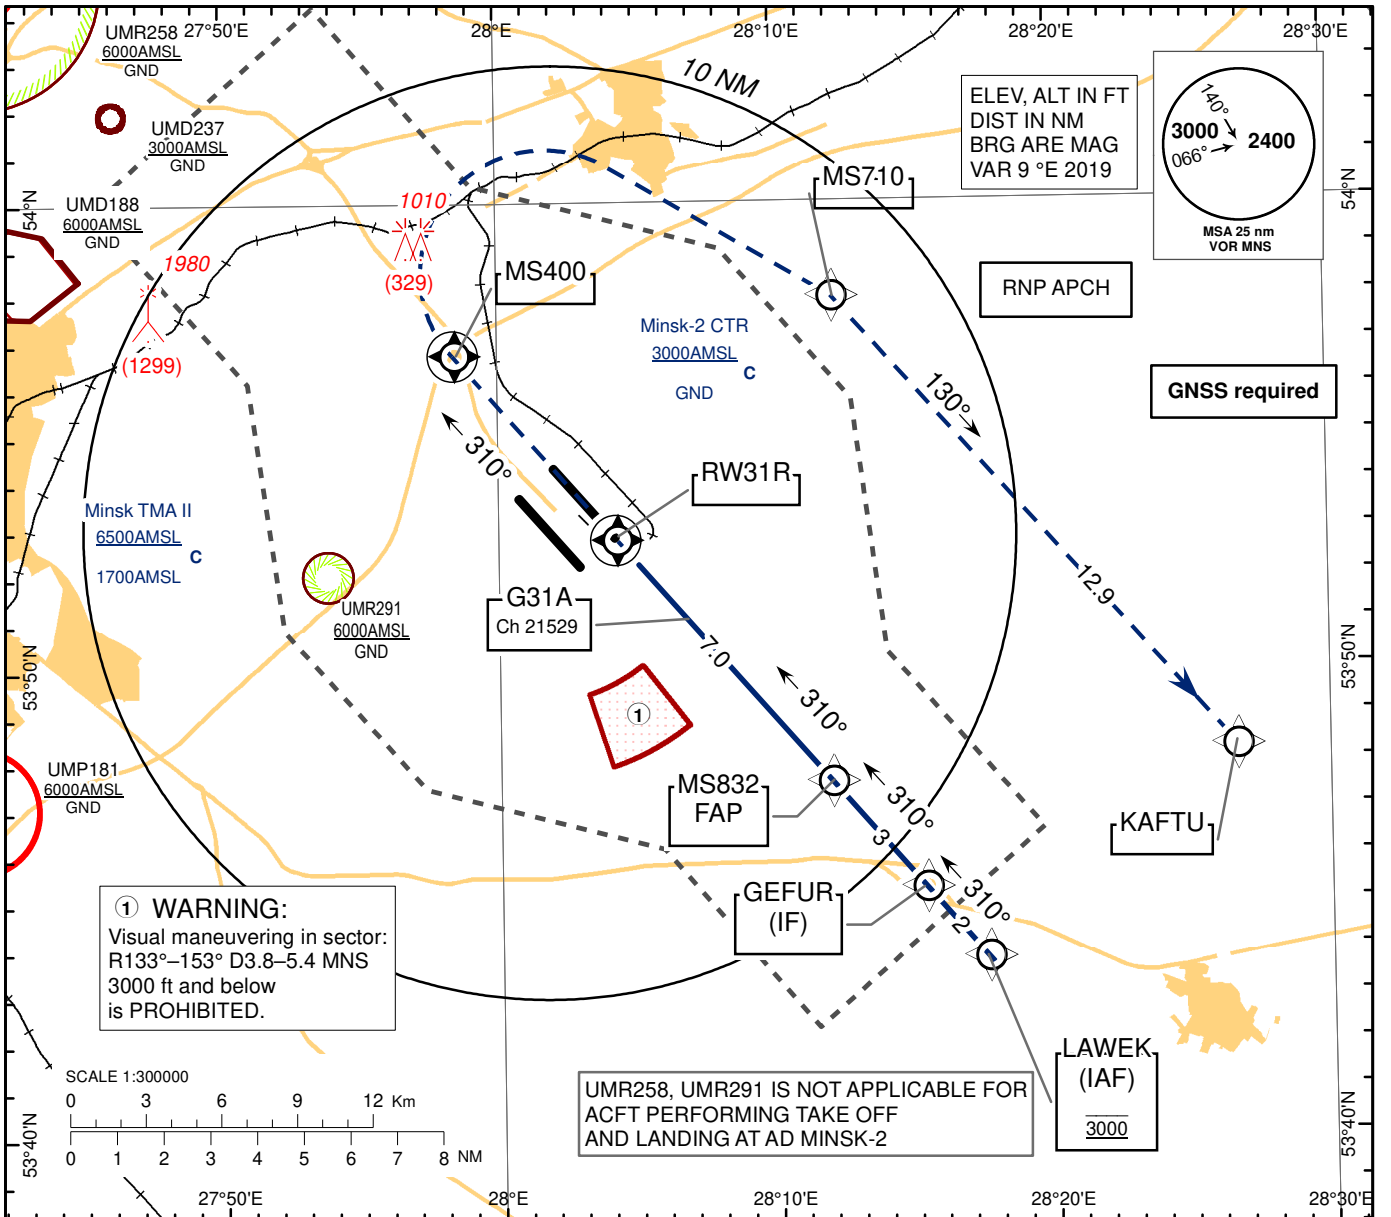 27°50'E
28°E
28°10'E
28°20'E
28°30'E
UMR258
6000AMSL
GND
UMD237
3000AMSL
GND
UMD188
6000AMSL
GND
54°N
54°N
10 NM
ELEV, ALT IN FT
DIST IN NM
BRG ARE MAG
VAR 9 °E 2019
140°
3000
066°
2400
MSA 25 nm
VOR MNS
MS710
1010
(329)
1980
(1299)
MS400
RNP APCH
Minsk-2 CTR
3000AMSL
C
GND
GNSS required
130°
310°
RW31R
Minsk TMA II
6500AMSL
C
1700AMSL
12.9
G31A
Ch 21529
UMR291
6000AMSL
GND
7.0
53°50'N
53°50'N
1
310°
MS832
FAP
310°
UMP181
6000AMSL
GND
3
KAFTU
GEFUR
(IF)
310°
2
1 WARNING:
Visual maneuvering in sector:
R133°–153° D3.8–5.4 MNS
3000 ft and below
is PROHIBITED.
LAWEK
(IAF)
3000
SCALE 1:300000
0 3 6 9 12 Km
0 1 2 3 4 5 6 7 8 NM
UMR258, UMR291 IS NOT APPLICABLE FOR
ACFT PERFORMING TAKE OFF
AND LANDING AT AD MINSK-2
53°40'N
53°40'N
27°50'E
28°E
28°10'E
28°20'E
28°30'E